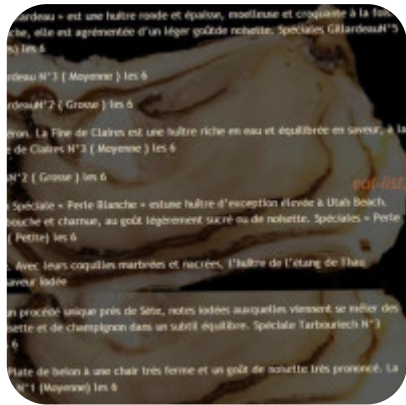 ardeau » est une huître ronde et épaisse, moelleuse et croquante à la fois
che, elle est agrémentée d'un léger goûtde noisette. Spéciales GillardeauN°5
s) les 6
rdeau N°3 ( Moyenne ) les 6
rdeauN°2 ( Grosse ) les 6
éron. La Fine de Claires est une huître riche en eau et équilibrée en saveur, à la
e de Claires N°3 ( Moyenne ) les 6
N°2 ( Grosse ) les 6
eat-list.
Spéciale « Perle Blanche » estune huître d'exception élevée à Utah Beach.
bouche et charnue, au goût légèrement sucré ou de noisette. Spéciales « Perle
( Petite) les 6
. Avec leurs coquilles marbrées et nacrées, l'huître de l'étang de Thau
saveur iodée
un procédé unique près de Sète, notes iodées auxquelles viennent se mêler des
isette et de champignon dans un subtil équilibre. Spéciale Tarbouriech N°3
6
Plate de belon à une chair très ferme et un goût de noisette très prononcé. La
N°1 (Moyenne) les 6